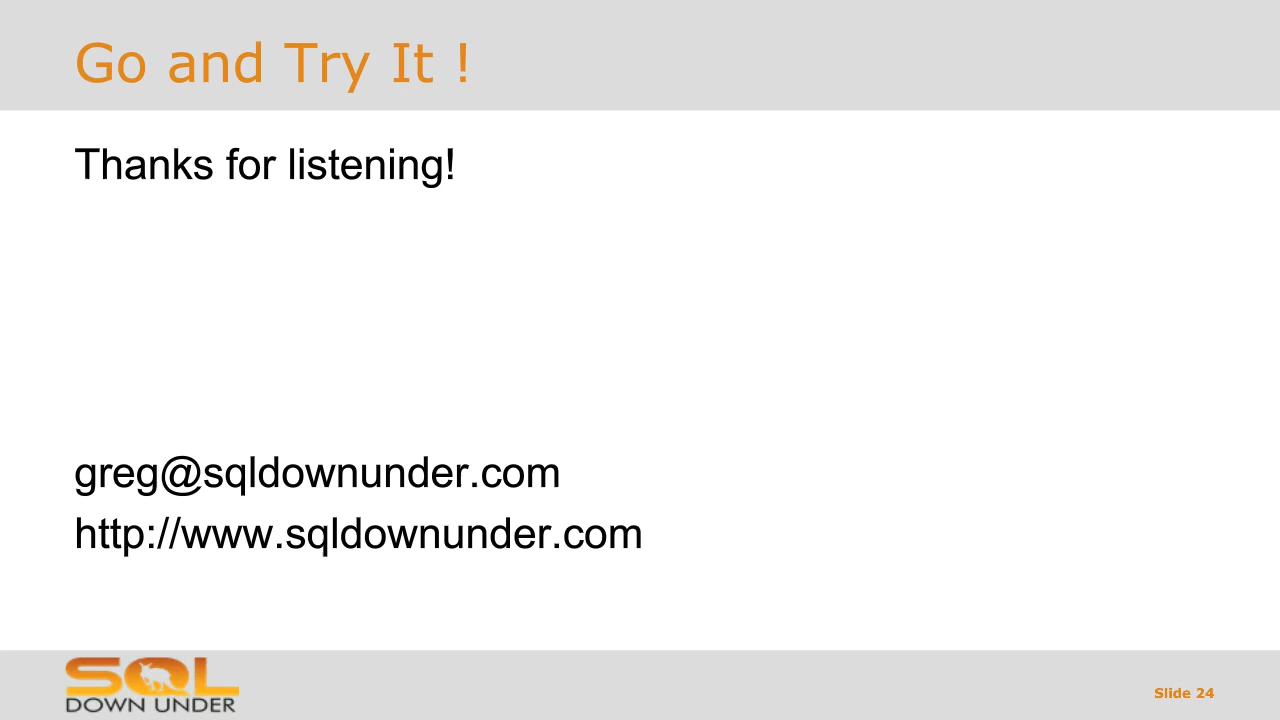 Go and Try It !
Thanks for listening!
greg@sqldownunder.com
http://www.sqldownunder.com
SQL
DOWN UNDER
Slide 24